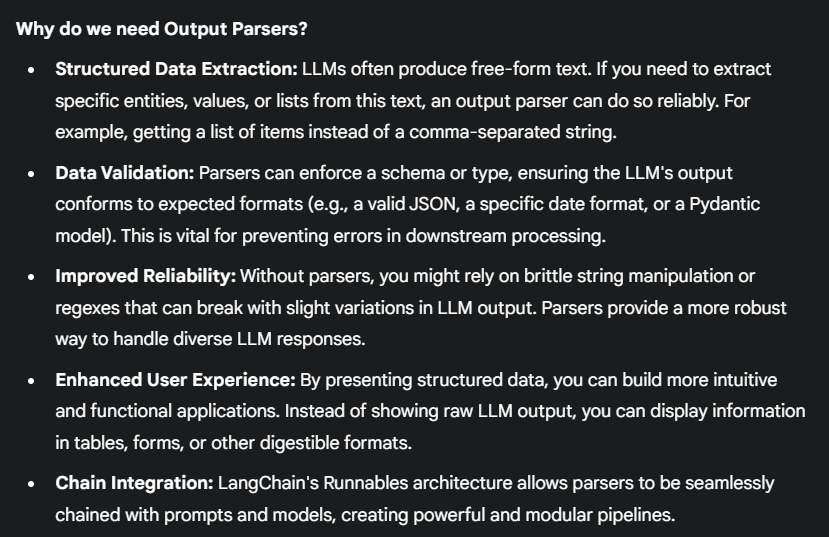 Why do we need Output Parsers?
• Structured Data Extraction: LLMs often produce free-form text. If you need to extract
specific entities, values, or lists from this text, an output parser can do so reliably. For
example, getting a list of items instead of a comma-separated string.
• Data Validation: Parsers can enforce a schema or type, ensuring the LLM's output
conforms to expected formats (e.g., a valid JSON, a specific date format, or a Pydantic
model). This is vital for preventing errors in downstream processing.
• Improved Reliability: Without parsers, you might rely on brittle string manipulation or
regexes that can break with slight variations in LLM output. Parsers provide a more robust
way to handle diverse LLM responses.
• Enhanced User Experience: By presenting structured data, you can build more intuitive
and functional applications. Instead of showing raw LLM output, you can display information
in tables, forms, or other digestible formats.
• Chain Integration: LangChain's Runnables architecture allows parsers to be seamlessly
chained with prompts and models, creating powerful and modular pipelines.